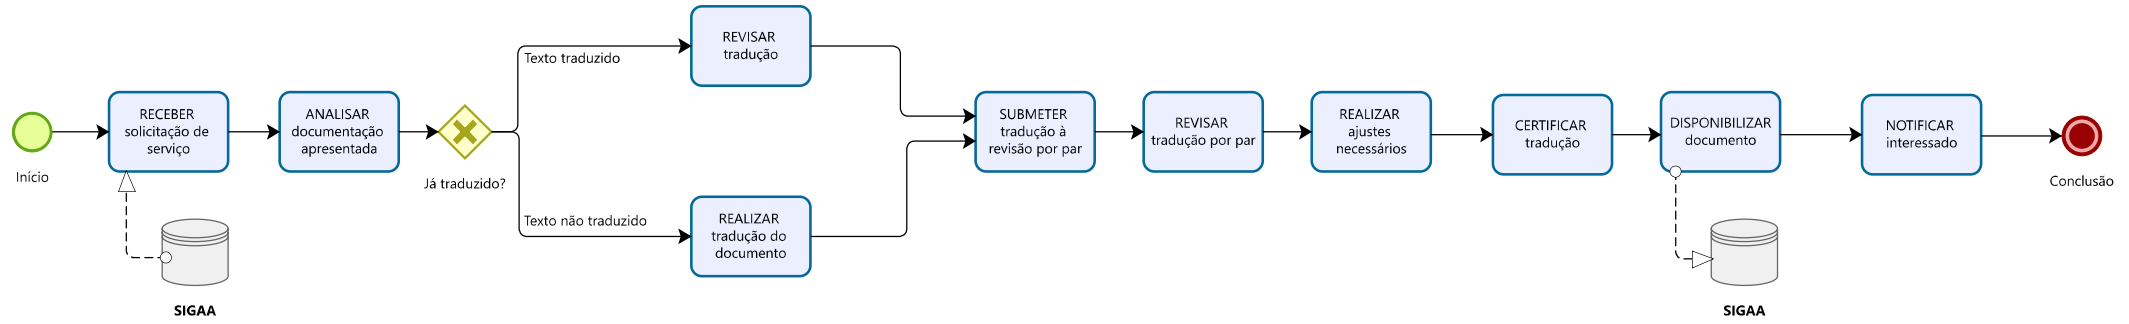 Início
RECEBER
solicitação de
serviço
SIGAA
ANALISAR
documentação
apresentada
Já traduzido?
Texto traduzido
REVISAR
tradução
Texto não traduzido
REALIZAR
tradução do
documento
SUBMETER
tradução à
revisão por par
REVISAR
tradução por par
REALIZAR
ajustes
necessários
CERTIFICAR
tradução
DISPONIBILIZAR
documento
SIGAA
NOTIFICAR
interessado
Conclusão